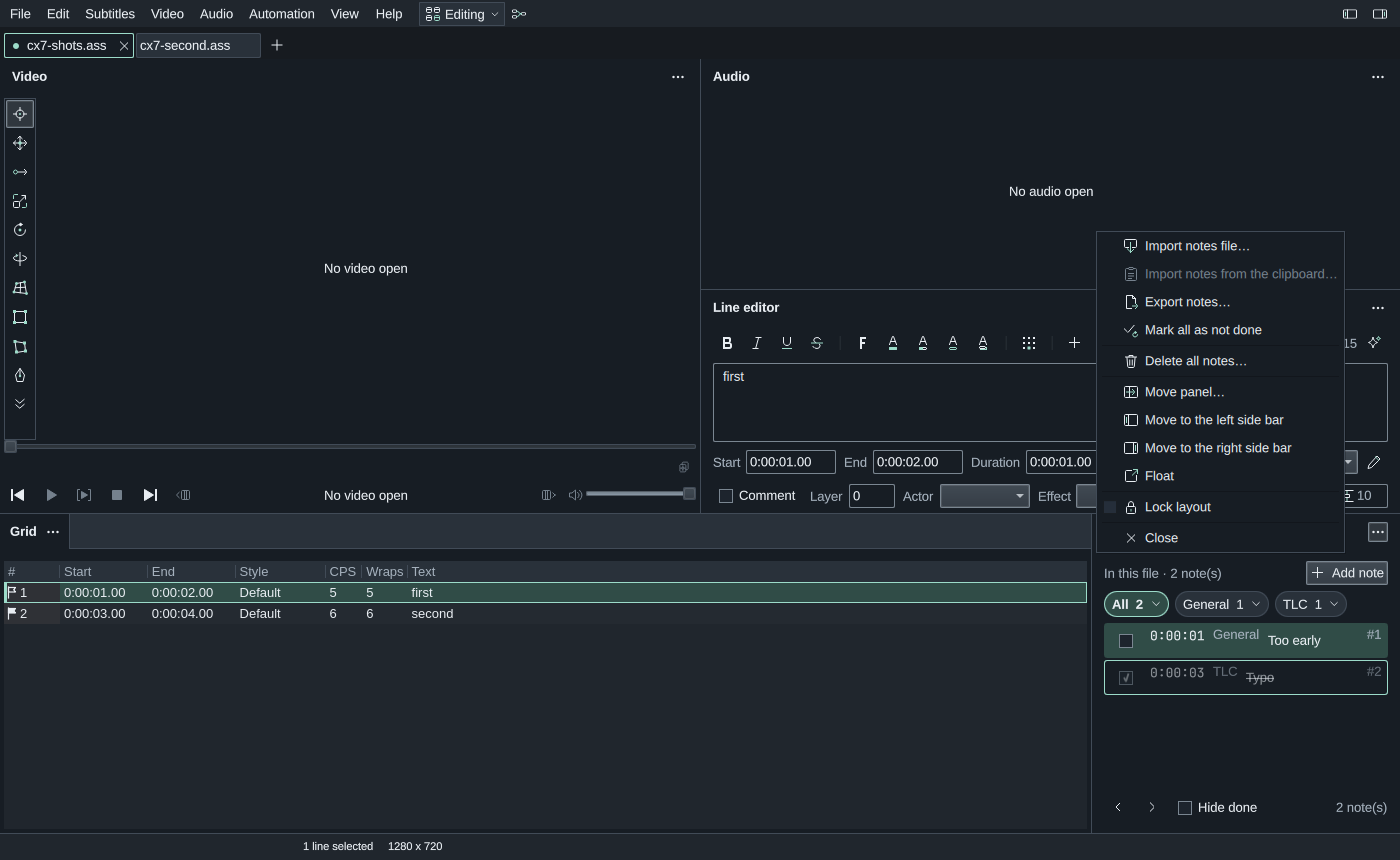 File Edit Subtitles Video Audio Automation View Help Editing
cx7-shots.ass cx7-second.ass
Video
Audio
No audio open
No video open
Line editor
B I U S F A A A A 15
first
Start 0:00:01.00 End 0:00:02.00 Duration 0:00:01.00
Comment Layer 0 Actor Effect 10
No video open
Import notes file…
Import notes from the clipboard…
Export notes…
Mark all as not done
Delete all notes…
Move panel…
Move to the left side bar
Move to the right side bar
Float
Lock layout
Close
Grid
# Start End Style CPS Wraps Text
1 0:00:01.00 0:00:02.00 Default 5 5 first
2 0:00:03.00 0:00:04.00 Default 6 6 second
In this file · 2 note(s) Add note
All 2 General 1 TLC 1
0:00:01 General Too early #1
0:00:03 TLC Typo #2
Hide done 2 note(s)
1 line selected 1280 x 720